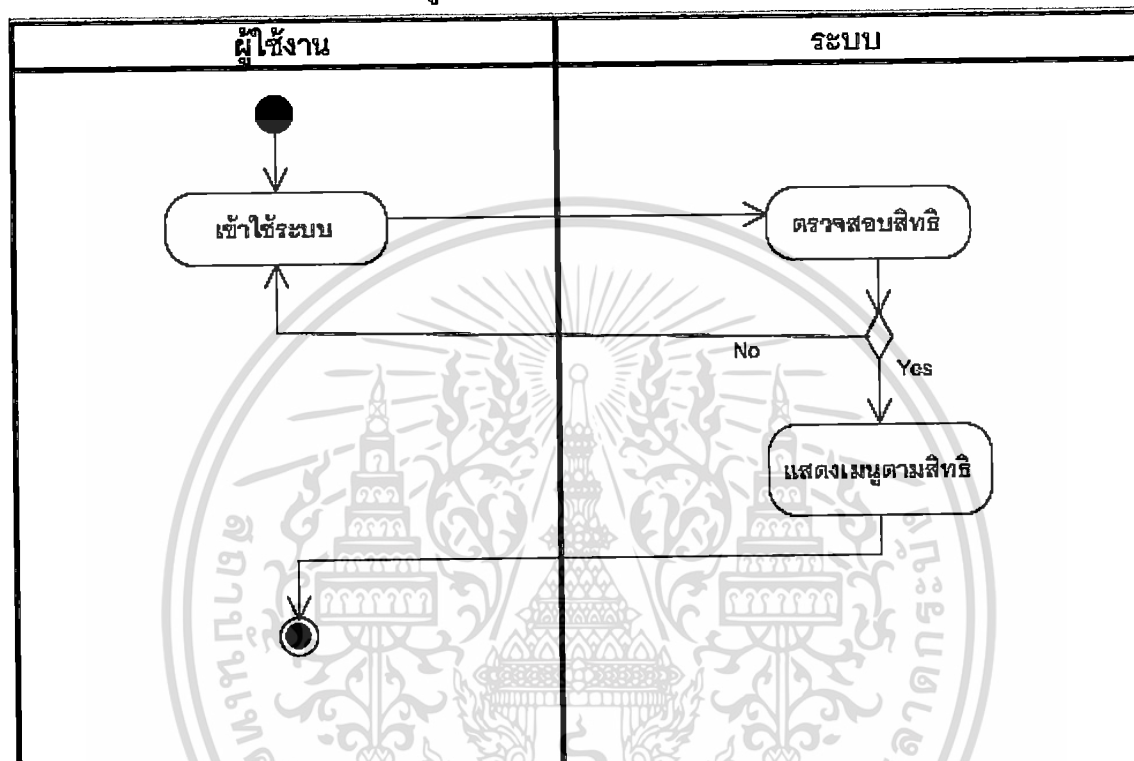 ผู้ใช้งาน
ระบบ
เข้าใช้ระบบ
ตรวจสอบสิทธิ
No
Yes
แสดงเมนูตามสิทธิ